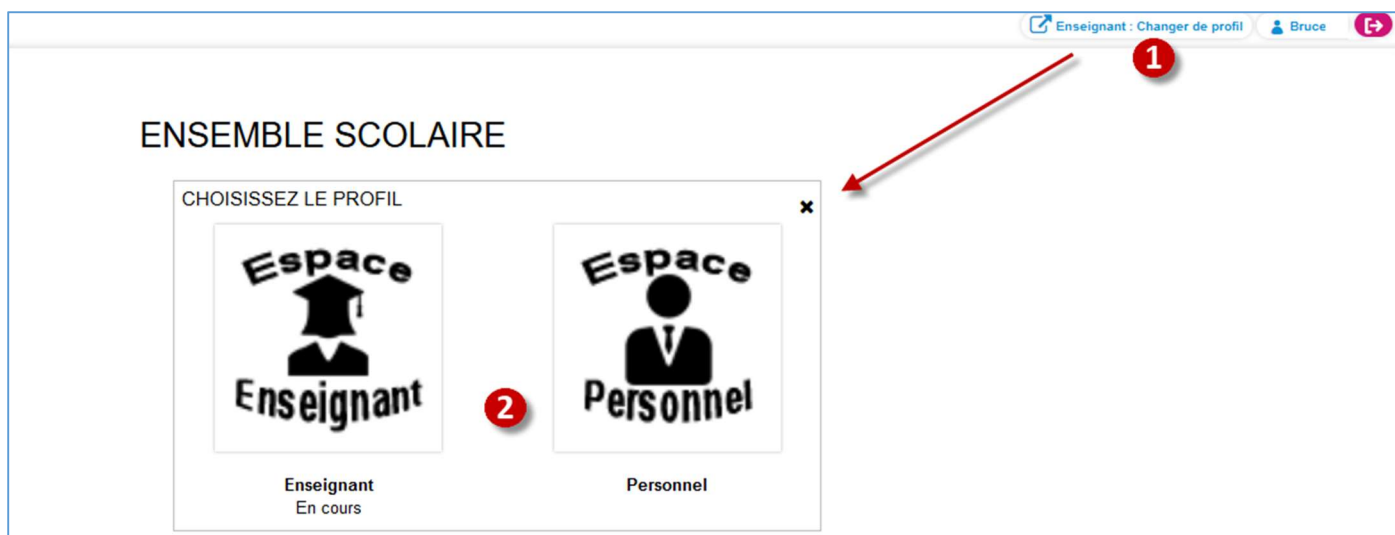 Enseignant : Changer de profil Bruce
1
ENSEMBLE SCOLAIRE
CHOISISSEZ LE PROFIL
Espace Enseignant
Espace Personnel
2
Enseignant
En cours
Personnel